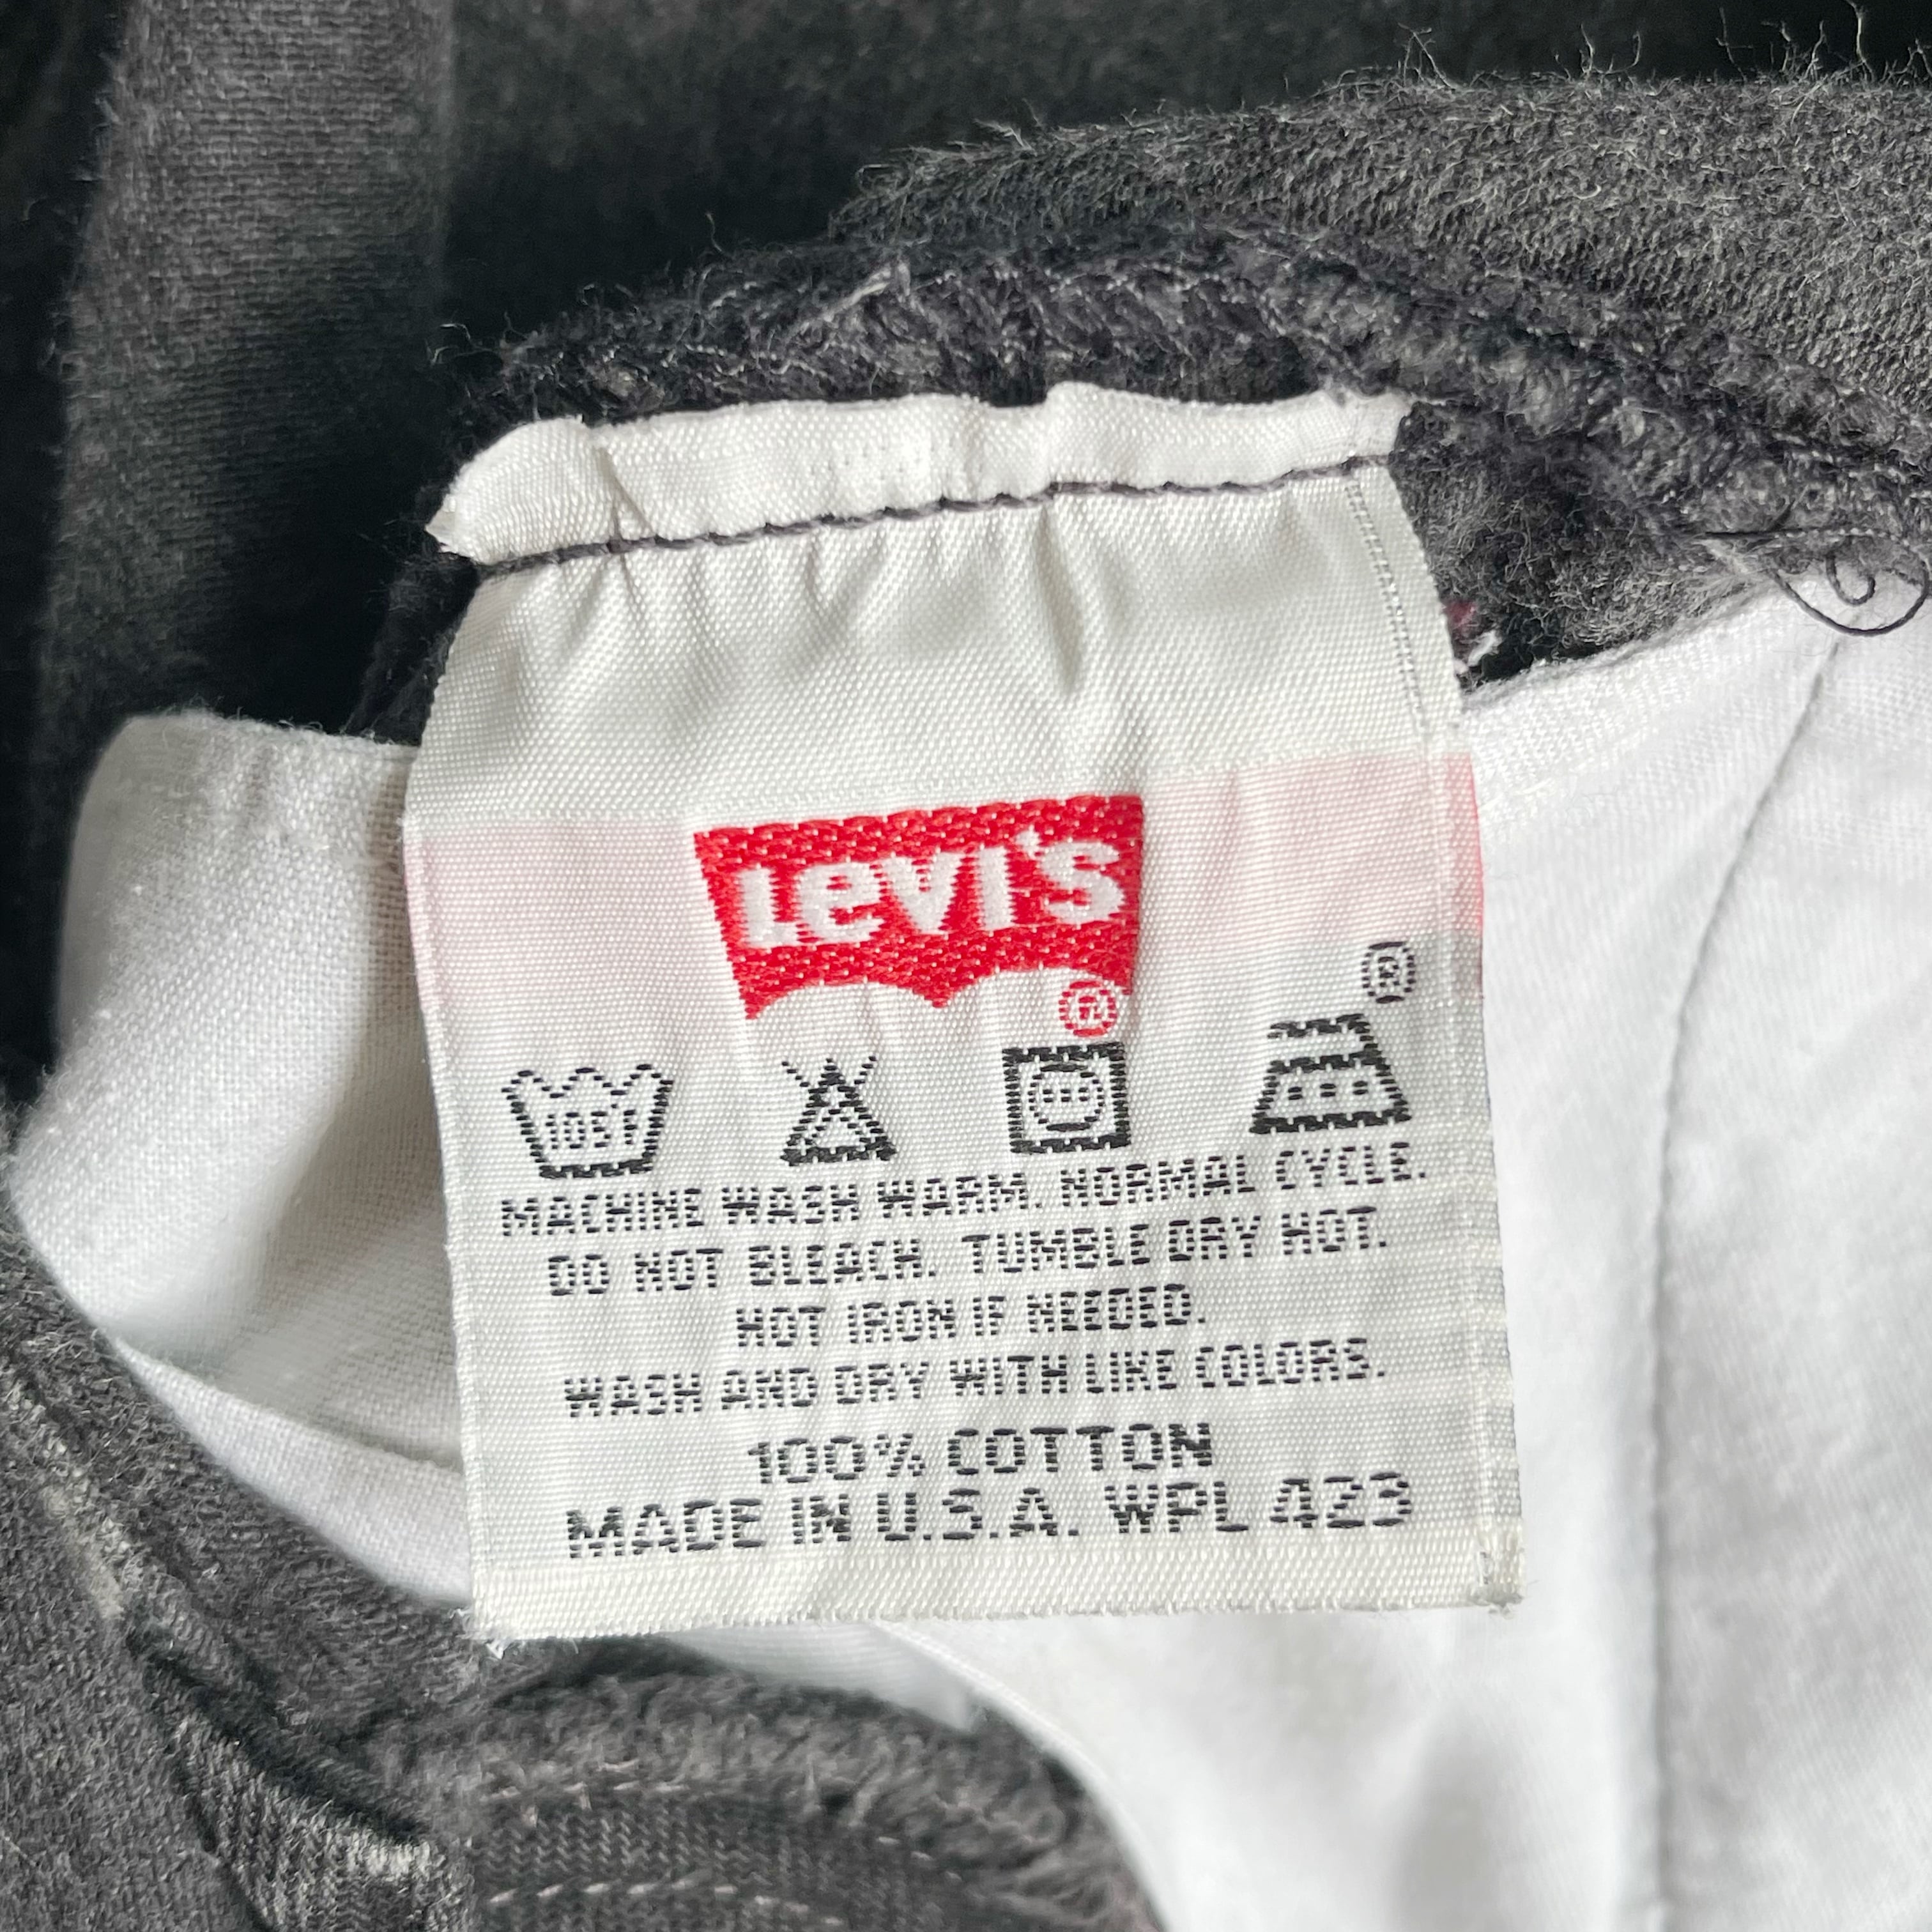 Levi's
®
®
105°F
MACHINE WASH WARM. NORMAL CYCLE.
DO NOT BLEACH. TUMBLE DRY HOT.
HOT IRON IF NEEDED.
WASH AND DRY WITH LIKE COLORS.
100% COTTON
MADE IN U.S.A. WPL 423